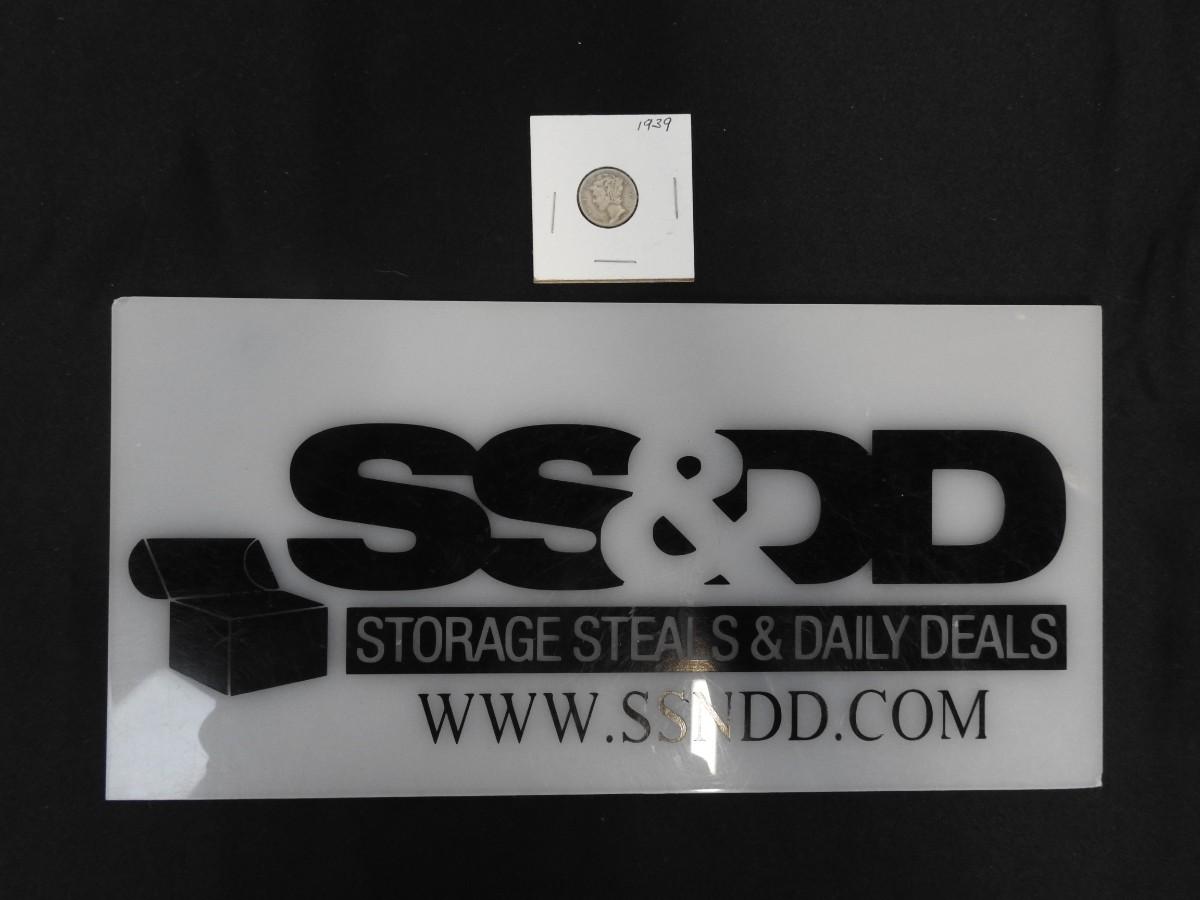 1939
SS&DD
STORAGE STEALS & DAILY DEALS
WWW.SSNDD.COM